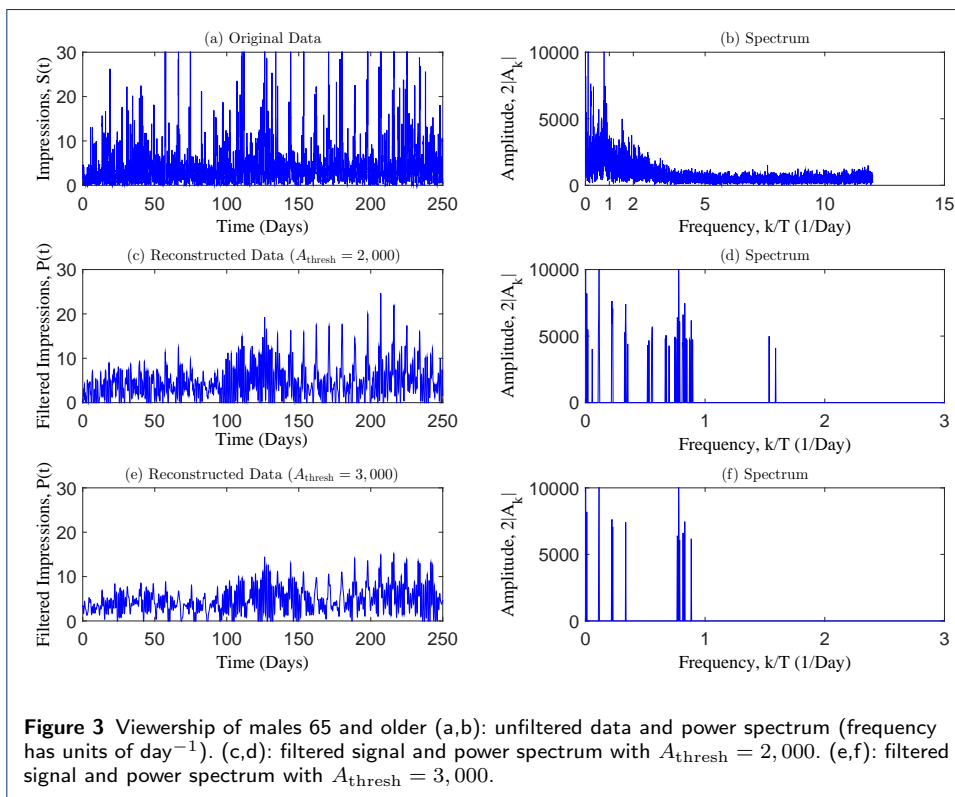 (a) Original Data
30
20
10
0
Impressions, S(t)
0 50 100 150 200 250
Time (Days)
(b) Spectrum
10000
5000
0
Amplitude, 2|A_k|
0 1 2 5 10 15
Frequency, k/T (1/Day)
(c) Reconstructed Data (A_thresh = 2,000)
30
20
10
0
Filtered Impressions, P(t)
0 50 100 150 200 250
Time (Days)
(d) Spectrum
10000
5000
0
Amplitude, 2|A_k|
0 1 2 3
Frequency, k/T (1/Day)
(e) Reconstructed Data (A_thresh = 3,000)
30
20
10
0
Filtered Impressions, P(t)
0 50 100 150 200 250
Time (Days)
(f) Spectrum
10000
5000
0
Amplitude, 2|A_k|
0 1 2 3
Frequency, k/T (1/Day)
Figure 3 Viewership of males 65 and older (a,b): unfiltered data and power spectrum (frequency
has units of day⁻¹). (c,d): filtered signal and power spectrum with A_thresh = 2,000. (e,f): filtered
signal and power spectrum with A_thresh = 3,000.